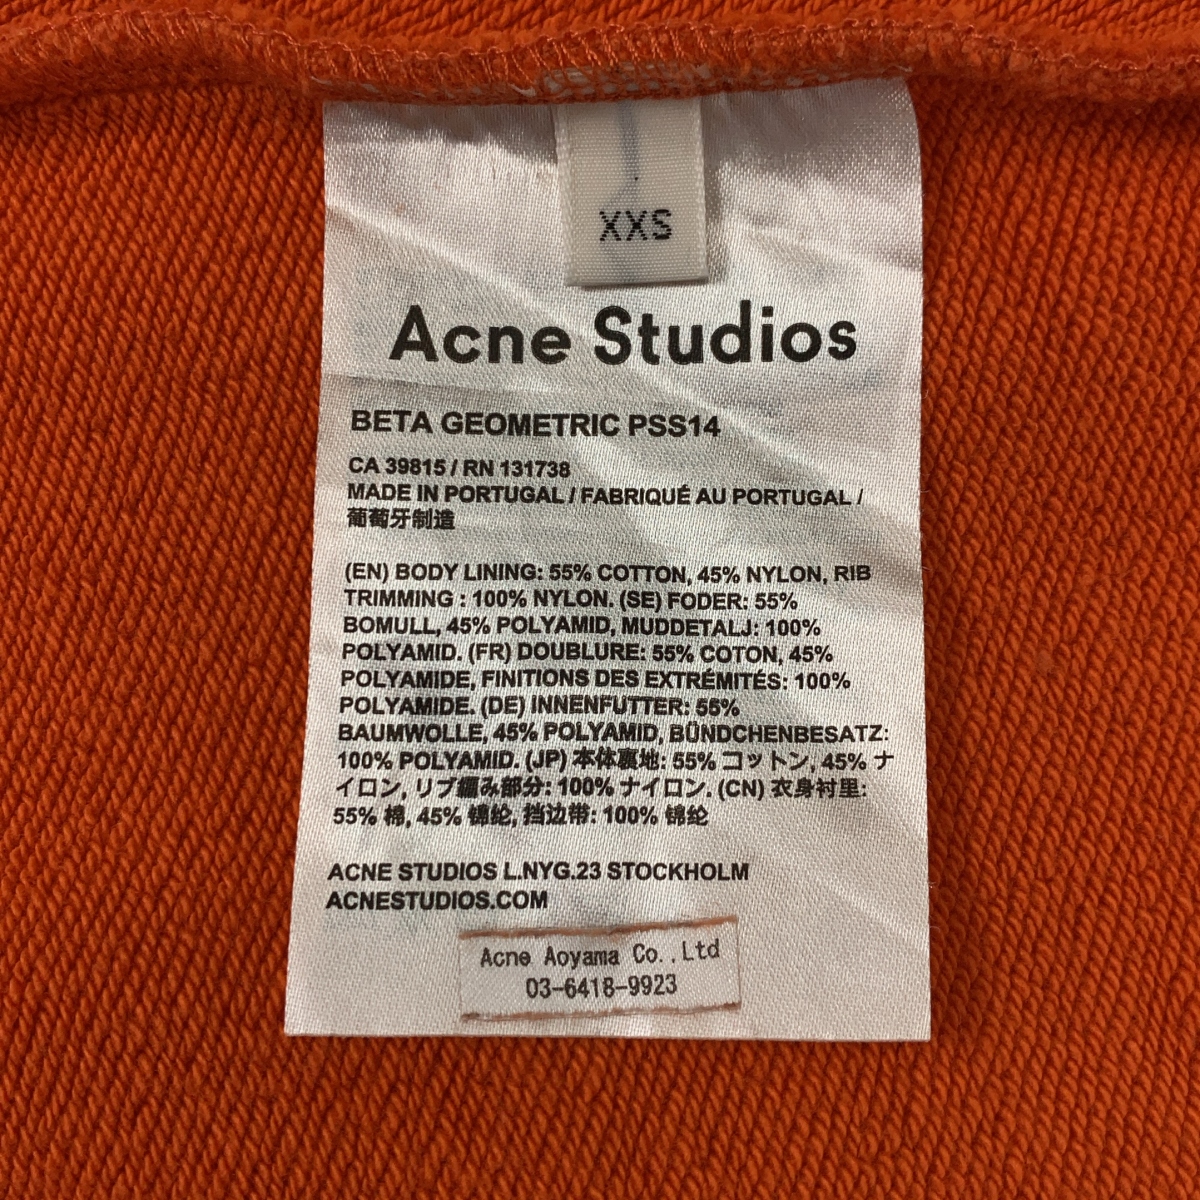 XXS
Acne Studios
BETA GEOMETRIC PSS14
CA 39815 / RN 131738
MADE IN PORTUGAL / FABRIQUÉ AU PORTUGAL /
葡萄牙制造
(EN) BODY LINING: 55% COTTON, 45% NYLON, RIB
TRIMMING : 100% NYLON. (SE) FODER: 55%
BOMULL, 45% POLYAMID, MUDDETALJ: 100%
POLYAMID. (FR) DOUBLURE: 55% COTON, 45%
POLYAMIDE, FINITIONS DES EXTRÉMITÉS: 100%
POLYAMIDE. (DE) INNENFUTTER: 55%
BAUMWOLLE, 45% POLYAMID, BÜNDCHENBESATZ:
100% POLYAMID. (JP) 本体裏地: 55% コットン, 45% ナ
イロン, リブ編み部分: 100% ナイロン. (CN) 衣身衬里:
55% 棉, 45% 锦纶, 挡边带: 100% 锦纶
ACNE STUDIOS L.NYG.23 STOCKHOLM
ACNESTUDIOS.COM
Acne Aoyama Co.,Ltd
03-6418-9923